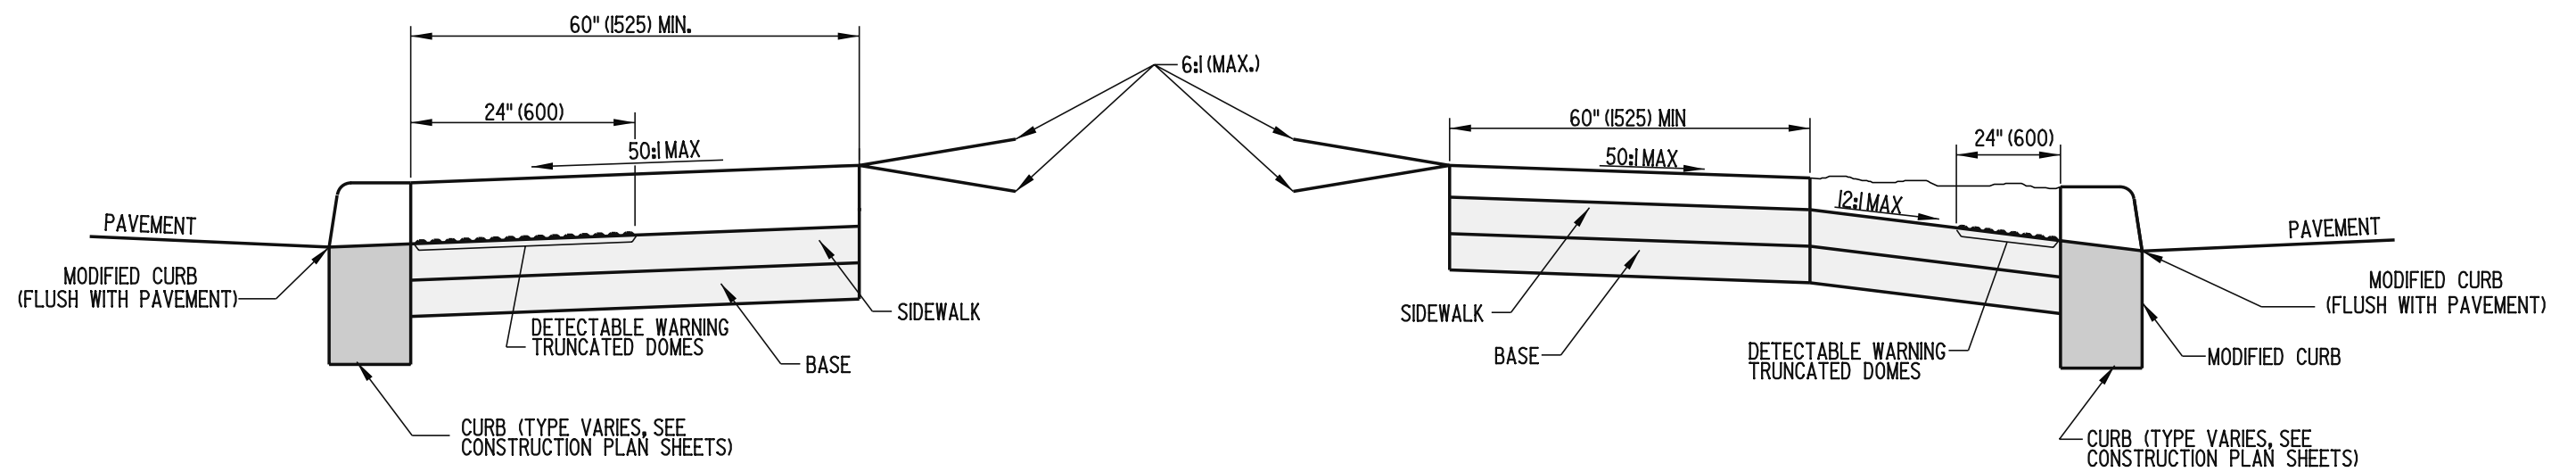 60" (1525) MIN.
24" (600)
50:1 MAX
PAVEMENT
MODIFIED CURB
(FLUSH WITH PAVEMENT)
DETECTABLE WARNING
TRUNCATED DOMES
SIDEWALK
BASE
CURB (TYPE VARIES, SEE
CONSTRUCTION PLAN SHEETS)
6:1 (MAX.)
60" (1525) MIN
24" (600)
50:1 MAX
12:1 MAX
PAVEMENT
MODIFIED CURB
(FLUSH WITH PAVEMENT)
SIDEWALK
BASE
DETECTABLE WARNING
TRUNCATED DOMES
MODIFIED CURB
CURB (TYPE VARIES, SEE
CONSTRUCTION PLAN SHEETS)